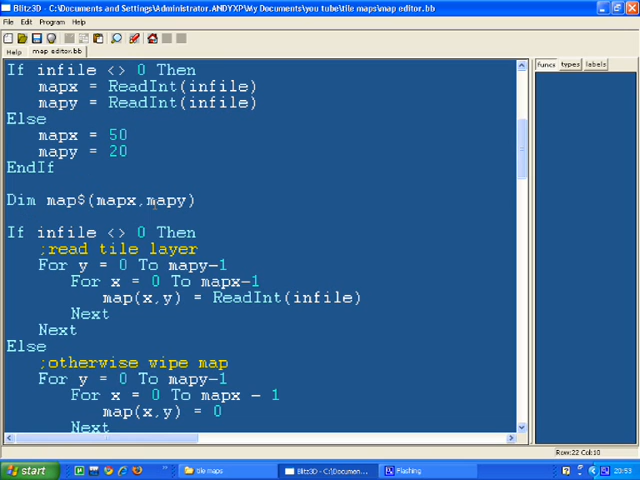 Blitz3D - C:\Documents and Settings\Administrator.ANDYXP\My Documents\you tube\tile maps\map editor.bb
File Edit Program Help
Help map editor.bb
funcs types labels
If infile <> 0 Then
mapx = ReadInt(infile)
mapy = ReadInt(infile)
Else
mapx = 50
mapy = 20
EndIf
Dim map$(mapx,mapy)
If infile <> 0 Then
;read tile layer
For y = 0 To mapy-1
For x = 0 To mapx-1
map(x,y) = ReadInt(infile)
Next
Next
Else
;otherwise wipe map
For y = 0 To mapy-1
For x = 0 To mapx - 1
map(x,y) = 0
Next
Row:22 Col:10
start
tile maps
Blitz3D - C:\Document...
Flashing
20:53